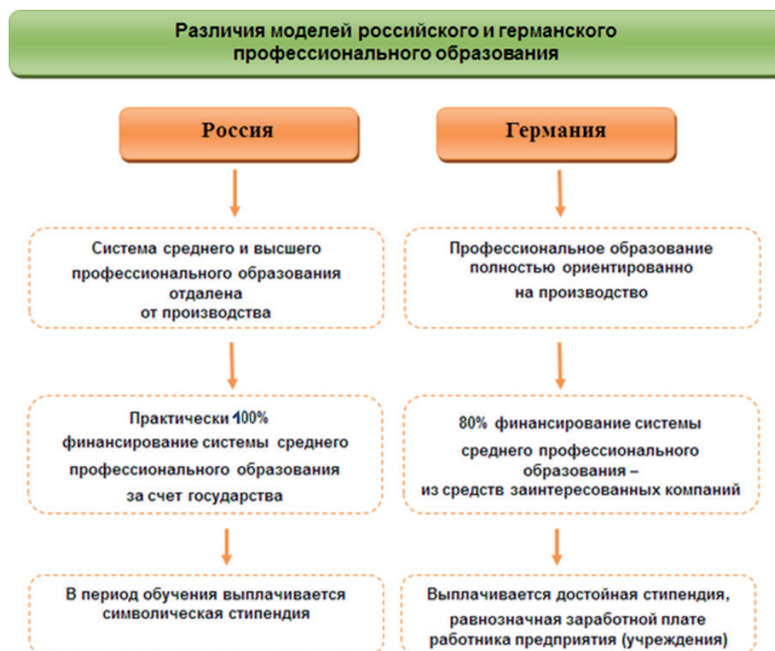 Различия моделей российского и германского
профессионального образования
Россия
Система среднего и высшего
профессионального образования
отдалена
от производства
Практически 100%
финансирование системы среднего
профессионального образования
за счет государства
В период обучения выплачивается
символическая стипендия
Германия
Профессиональное образование
полностью ориентированно
на производство
80% финансирование системы
среднего профессионального
образования –
из средств заинтересованных компаний
Выплачивается достойная стипендия,
равнозначная заработной плате
работника предприятия (учреждения)